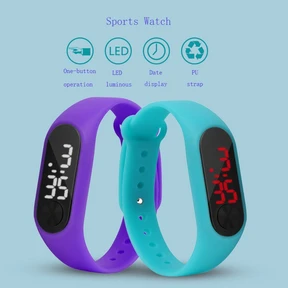 Sports Watch
LED
One-button
operation
LED
luminous
Date
display
PU
strap